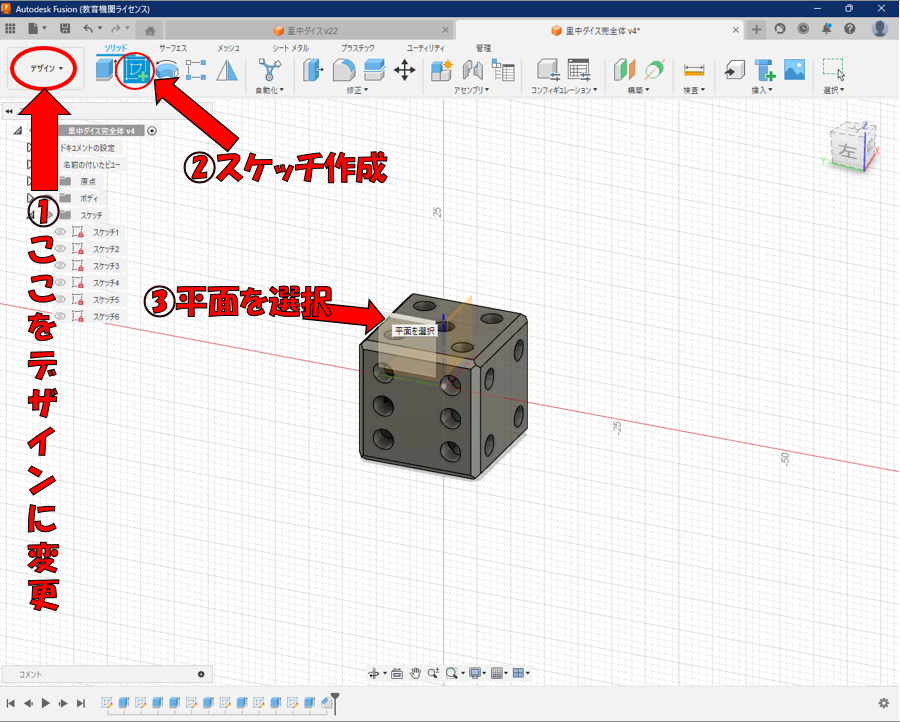 Autodesk Fusion (教育機関ライセンス)
里中ダイス v22
里中ダイス完全体 v4*
デザイン
ソリッド サーフェス メッシュ シート メタル プラスチック ユーティリティ 管理
自動化 修正 アセンブリ コンフィギュレーション 構築 検査 挿入 選択
里中ダイス完全体 v4
ドキュメントの設定
名前の付いたビュー
原点
ボディ
スケッチ
スケッチ1
スケッチ2
スケッチ3
スケッチ4
スケッチ5
スケッチ6
①ここをデザインに変更
②スケッチ作成
③平面を選択
平面を選択
25
-25
-50
左
Z
Y
X
コメント